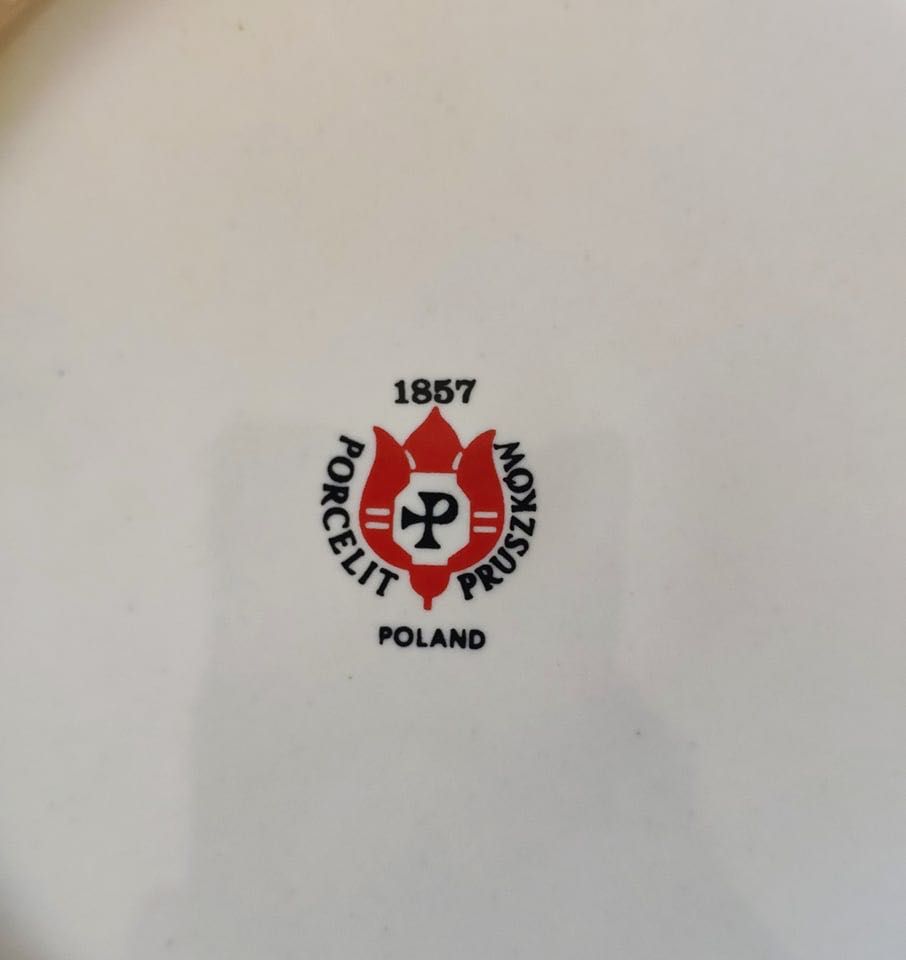 1857
PORCELIT PRUSZKÓW
P
POLAND